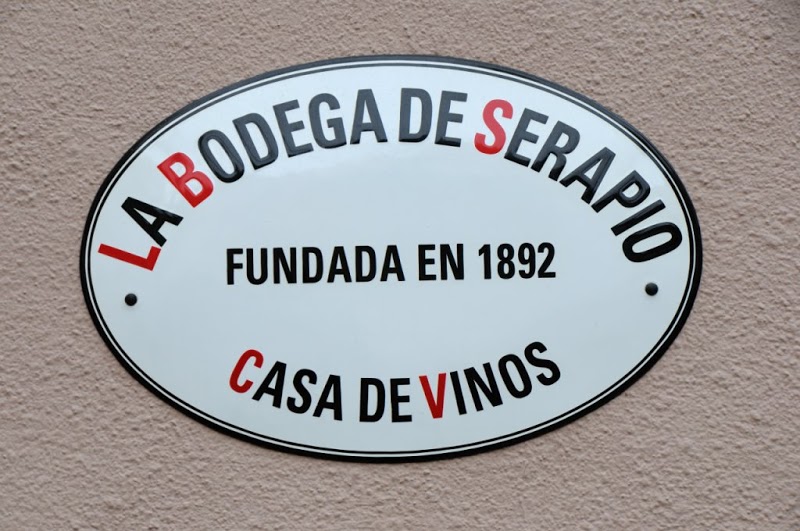 LA BODEGA DE SERAPIO
FUNDADA EN 1892
CASA DE VINOS